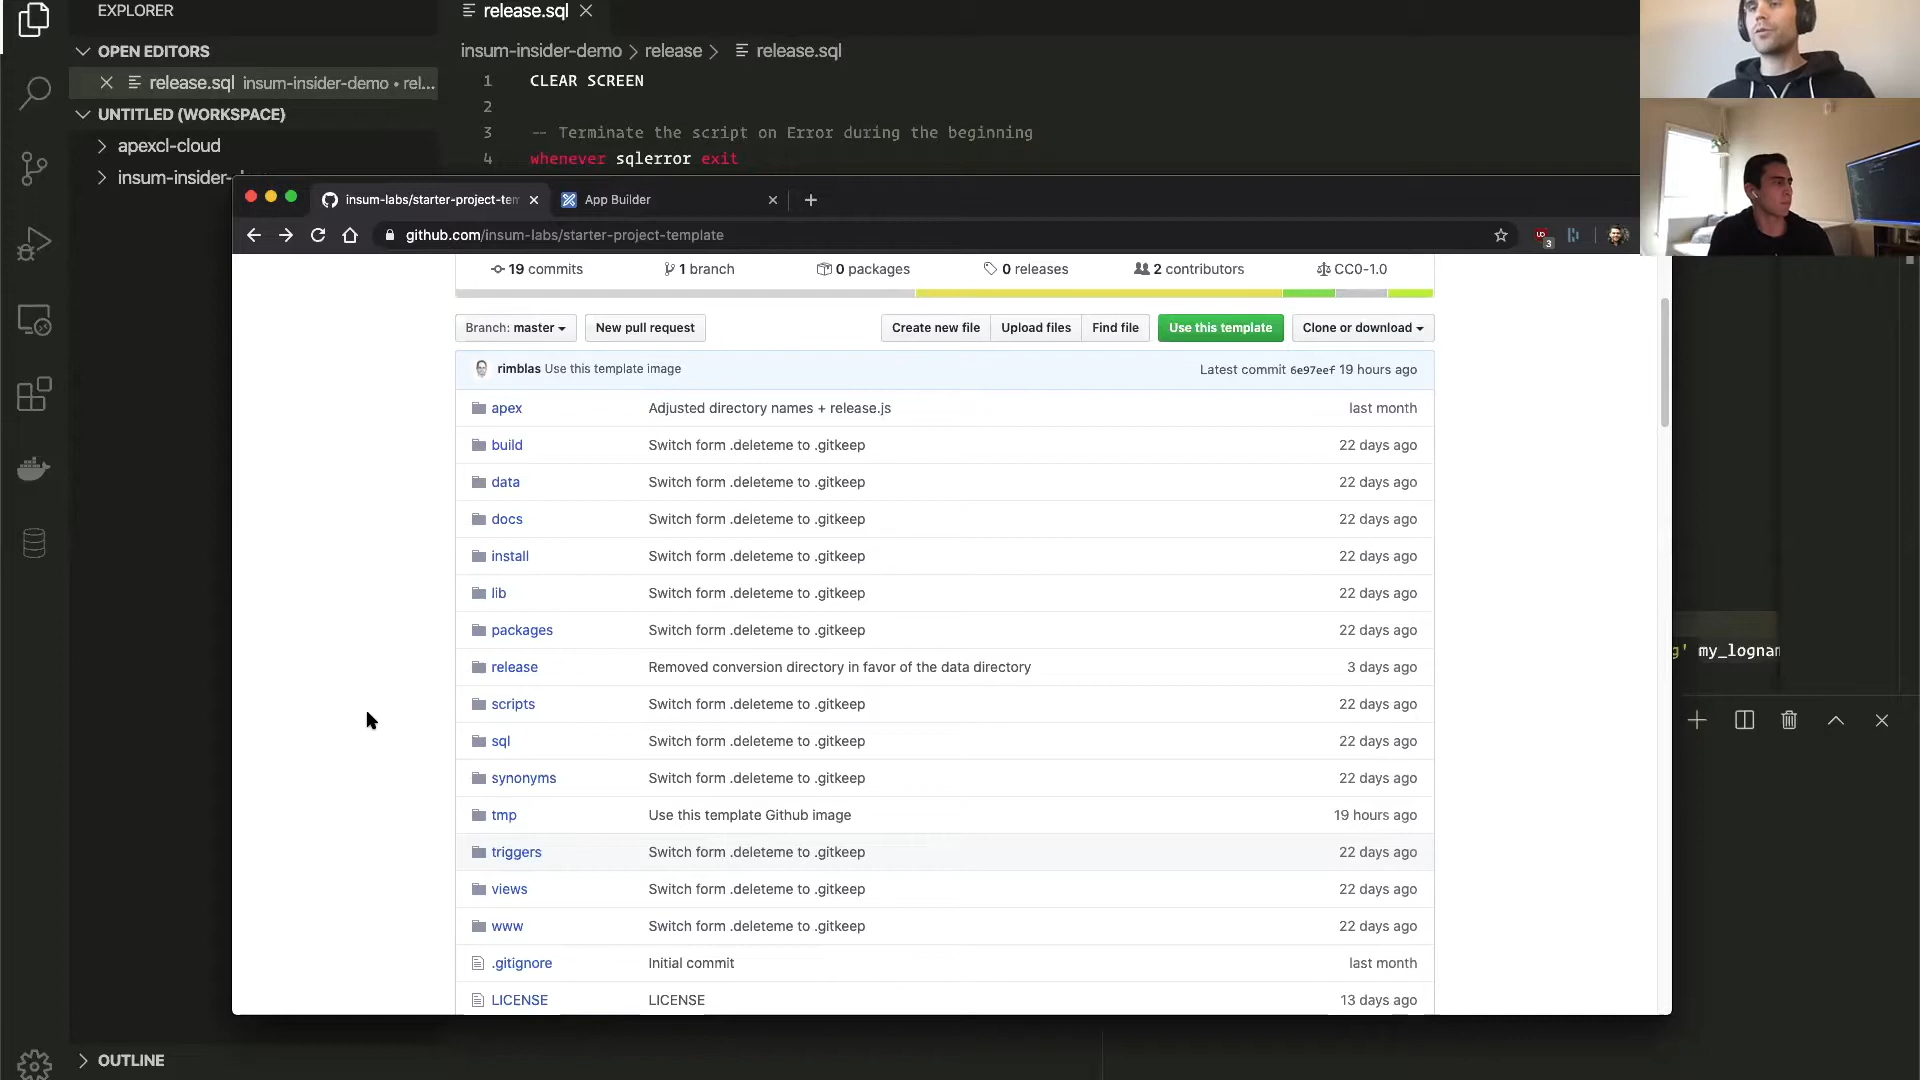 EXPLORER
release.sql
OPEN EDITORS
release.sql insum-insider-demo • rel...
UNTITLED (WORKSPACE)
apexcl-cloud
insum-insider-
insum-insider-demo > release > release.sql
1 CLEAR SCREEN
2
3 -- Terminate the script on Error during the beginning
4 whenever sqlerror exit
insum-labs/starter-project-tem
App Builder
github.com/insum-labs/starter-project-template
3
19 commits
1 branch
0 packages
0 releases
2 contributors
CC0-1.0
Branch: master
New pull request
Create new file
Upload files
Find file
Use this template
Clone or download
rimblas Use this template image Latest commit 6e97eef 19 hours ago
apex Adjusted directory names + release.js last month
build Switch form .deleteme to .gitkeep 22 days ago
data Switch form .deleteme to .gitkeep 22 days ago
docs Switch form .deleteme to .gitkeep 22 days ago
install Switch form .deleteme to .gitkeep 22 days ago
lib Switch form .deleteme to .gitkeep 22 days ago
packages Switch form .deleteme to .gitkeep 22 days ago
release Removed conversion directory in favor of the data directory 3 days ago
scripts Switch form .deleteme to .gitkeep 22 days ago
sql Switch form .deleteme to .gitkeep 22 days ago
synonyms Switch form .deleteme to .gitkeep 22 days ago
tmp Use this template Github image 19 hours ago
triggers Switch form .deleteme to .gitkeep 22 days ago
views Switch form .deleteme to .gitkeep 22 days ago
www Switch form .deleteme to .gitkeep 22 days ago
.gitignore Initial commit last month
LICENSE LICENSE 13 days ago
g' my_lognam
OUTLINE